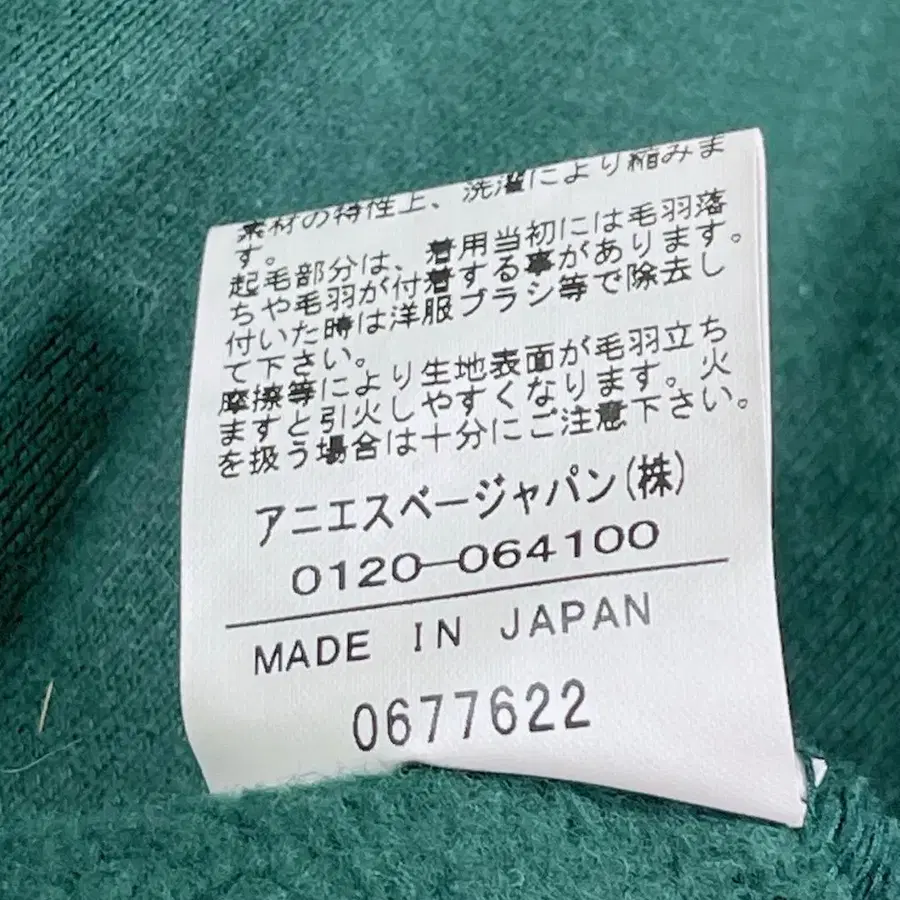 素材の特性上、洗濯により縮みま
す。
起毛部分は、着用当初には毛羽落
ちや毛羽が付着する事があります。
付いた時は洋服ブラシ等で除去し
て下さい。
摩擦等により生地表面が毛羽立ち
ますと引火しやすくなります。火
を扱う場合は十分にご注意下さい。
アニエスベージャパン(株)
0120-064100
MADE IN JAPAN
0677622